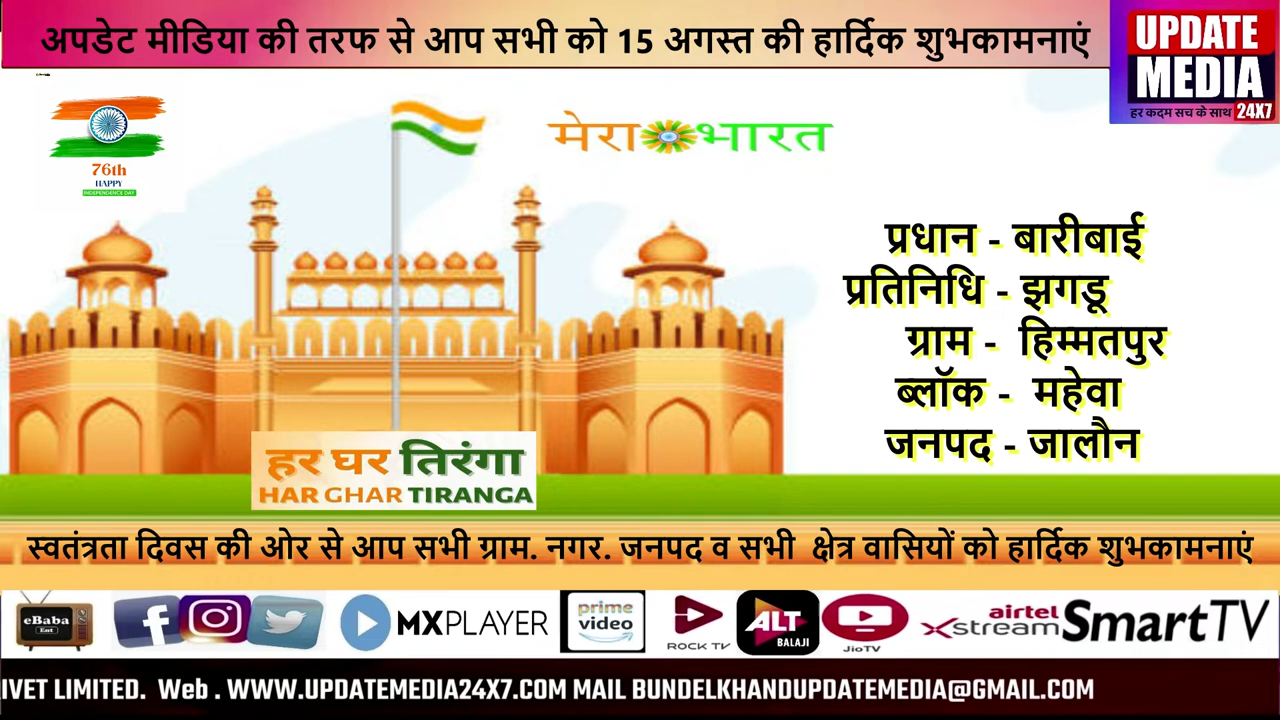 अपडेट मीडिया की तरफ से आप सभी को 15 अगस्त की हार्दिक शुभकामनाएं
UPDATE
MEDIA
हर कदम सच के साथ 24X7
76th
HAPPY
INDEPENDENCE DAY
मेरा भारत
प्रधान - बारीबाई
प्रतिनिधि - झगडू
ग्राम - हिम्मतपुर
ब्लॉक - महेवा
जनपद - जालौन
हर घर तिरंगा
HAR GHAR TIRANGA
स्वतंत्रता दिवस की ओर से आप सभी ग्राम. नगर. जनपद व सभी क्षेत्र वासियों को हार्दिक शुभकामनाएं
eBaba
Ent
f
MXPLAYER
prime
video
ROCK TV
ALT
BALAJI
JioTV
airtel
Xstream
SmartTV
IVET LIMITED. Web . WWW.UPDATEMEDIA24X7.COM MAIL BUNDELKHANDUPDATEMEDIA@GMAIL.COM